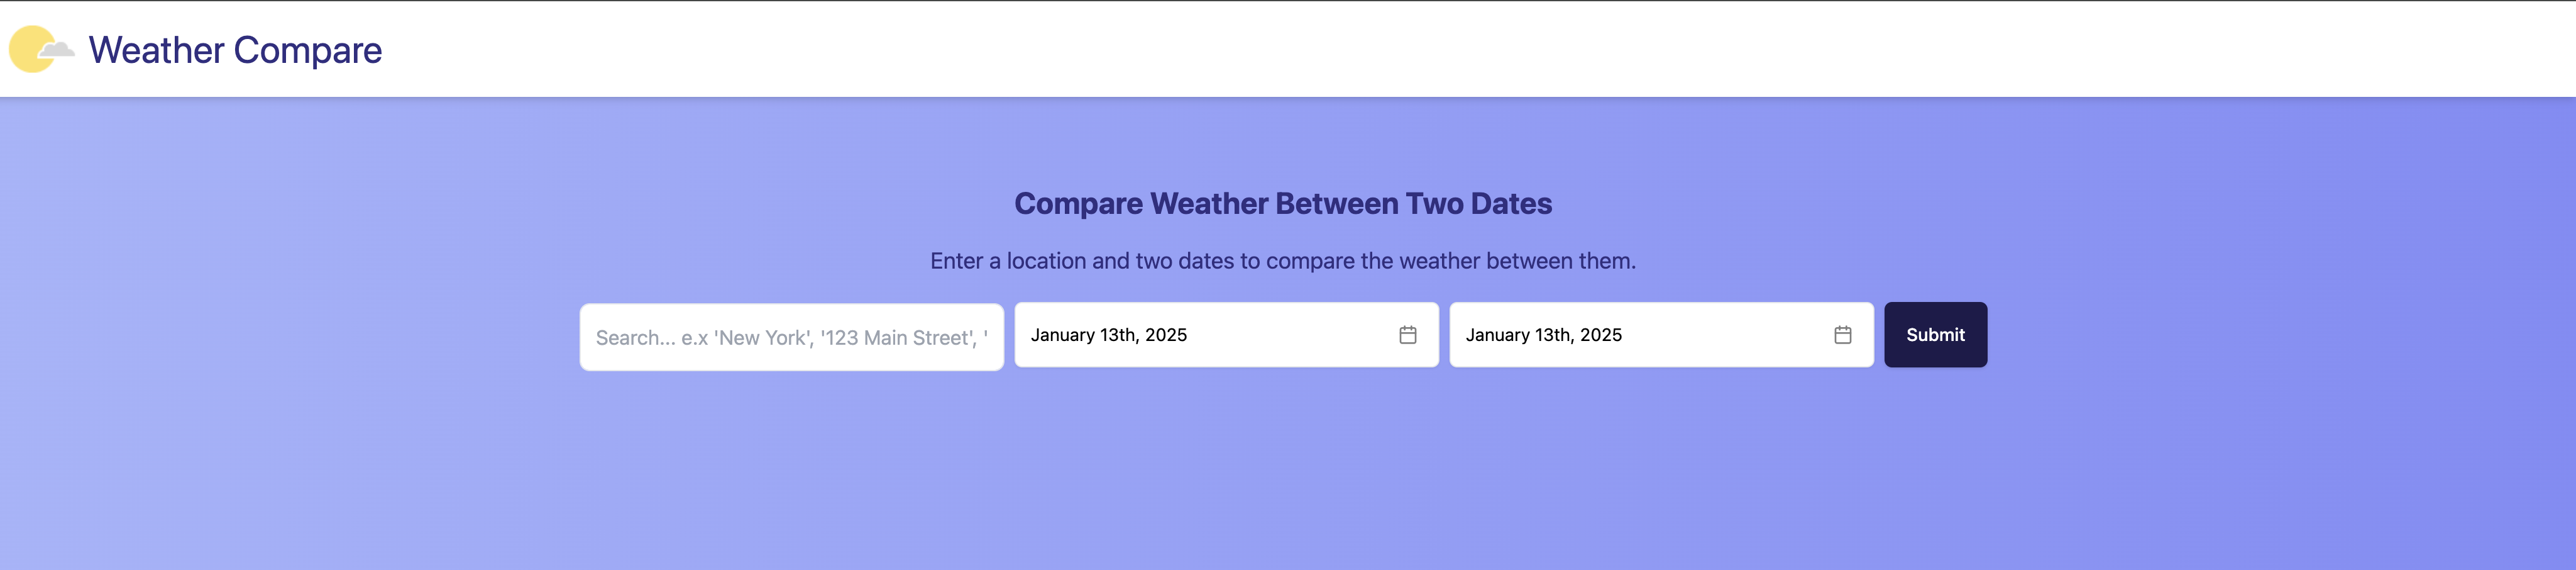 Weather Compare
Compare Weather Between Two Dates
Enter a location and two dates to compare the weather between them.
Search... e.x 'New York', '123 Main Street', '
January 13th, 2025
January 13th, 2025
Submit